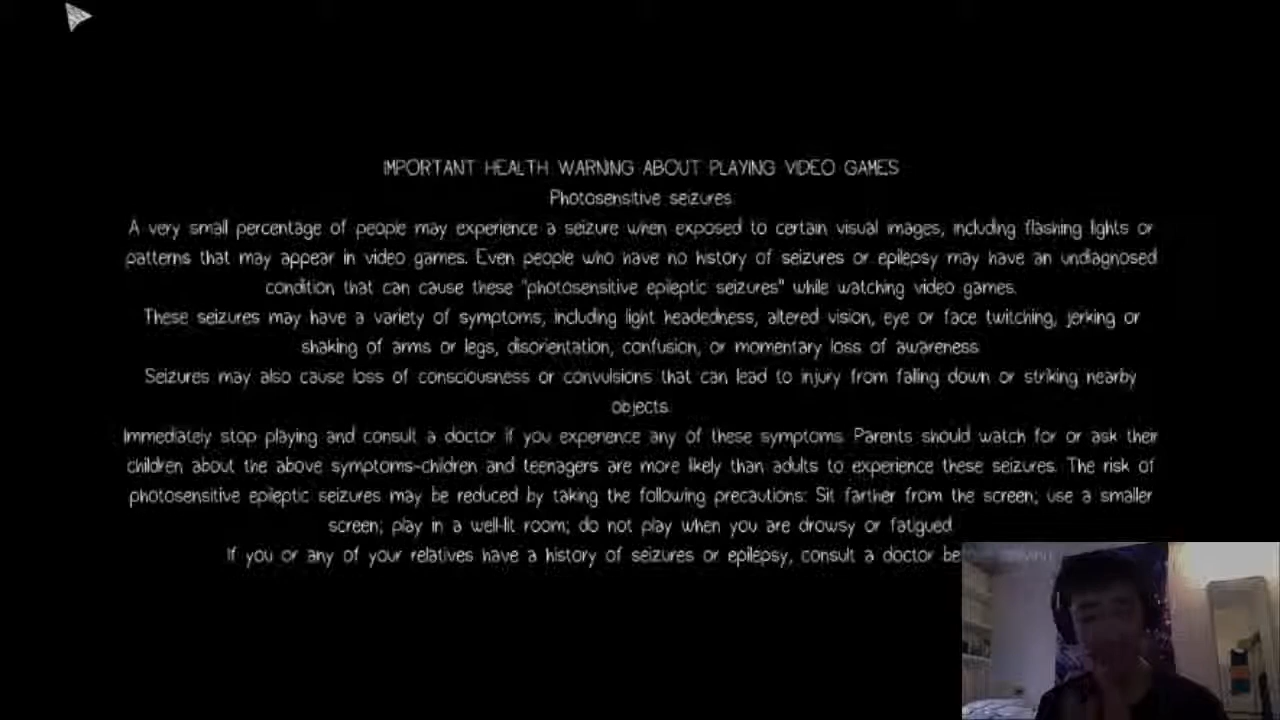 IMPORTANT HEALTH WARNING ABOUT PLAYING VIDEO GAMES
Photosensitive seizures
A very small percentage of people may experience a seizure when exposed to certain visual images, including flashing lights or
patterns that may appear in video games. Even people who have no history of seizures or epilepsy may have an undiagnosed
condition that can cause these "photosensitive epileptic seizures" while watching video games.
These seizures may have a variety of symptoms, including light headedness, altered vision, eye or face twitching, jerking or
shaking of arms or legs, disorientation, confusion, or momentary loss of awareness
Seizures may also cause loss of consciousness or convulsions that can lead to injury from falling down or striking nearby
objects.
Immediately stop playing and consult a doctor if you experience any of these symptoms. Parents should watch for or ask their
children about the above symptoms-children and teenagers are more likely than adults to experience these seizures. The risk of
photosensitive epileptic seizures may be reduced by taking the following precautions: Sit farther from the screen; use a smaller
screen; play in a well-lit room; do not play when you are drowsy or fatigued.
If you or any of your relatives have a history of seizures or epilepsy, consult a doctor